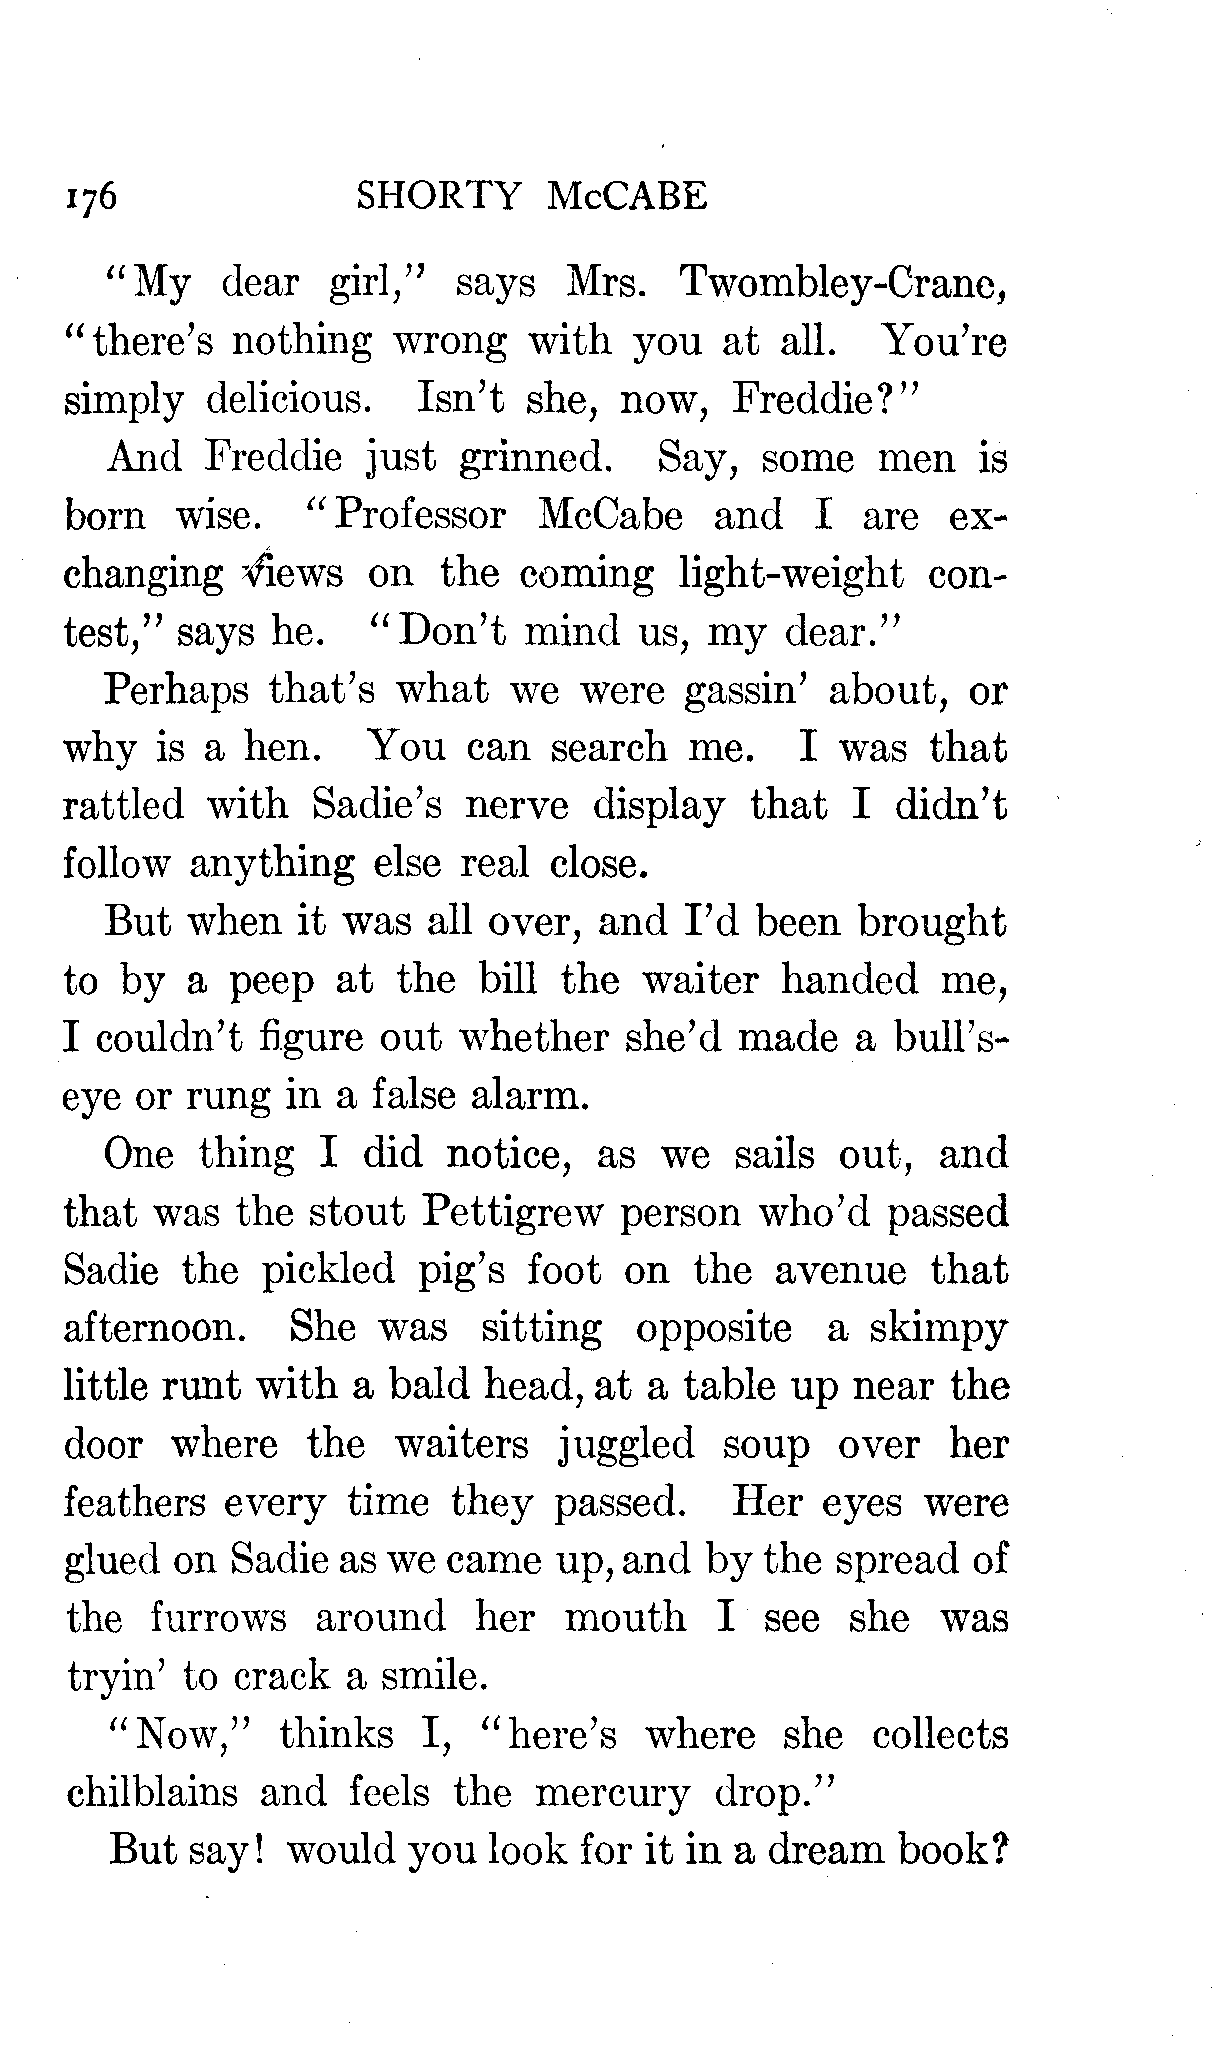 176 SHORTY McCABE
"My dear girl," says Mrs. Twombley-Crane,
"there's nothing wrong with you at all. You're
simply delicious. Isn't she, now, Freddie?"
And Freddie just grinned. Say, some men is
born wise. "Professor McCabe and I are ex-
changing views on the coming light-weight con-
test," says he. "Don't mind us, my dear."
Perhaps that's what we were gassin' about, or
why is a hen. You can search me. I was that
rattled with Sadie's nerve display that I didn't
follow anything else real close.
But when it was all over, and I'd been brought
to by a peep at the bill the waiter handed me,
I couldn't figure out whether she'd made a bull's-
eye or rung in a false alarm.
One thing I did notice, as we sails out, and
that was the stout Pettigrew person who'd passed
Sadie the pickled pig's foot on the avenue that
afternoon. She was sitting opposite a skimpy
little runt with a bald head, at a table up near the
door where the waiters juggled soup over her
feathers every time they passed. Her eyes were
glued on Sadie as we came up, and by the spread of
the furrows around her mouth I see she was
tryin' to crack a smile.
"Now," thinks I, "here's where she collects
chilblains and feels the mercury drop."
But say! would you look for it in a dream book?